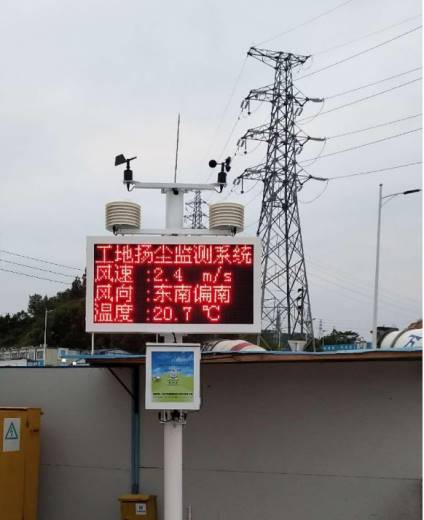 工地扬尘监测系统
风速:2.4 m/s
风向:东南偏南
温度:20.7 ℃